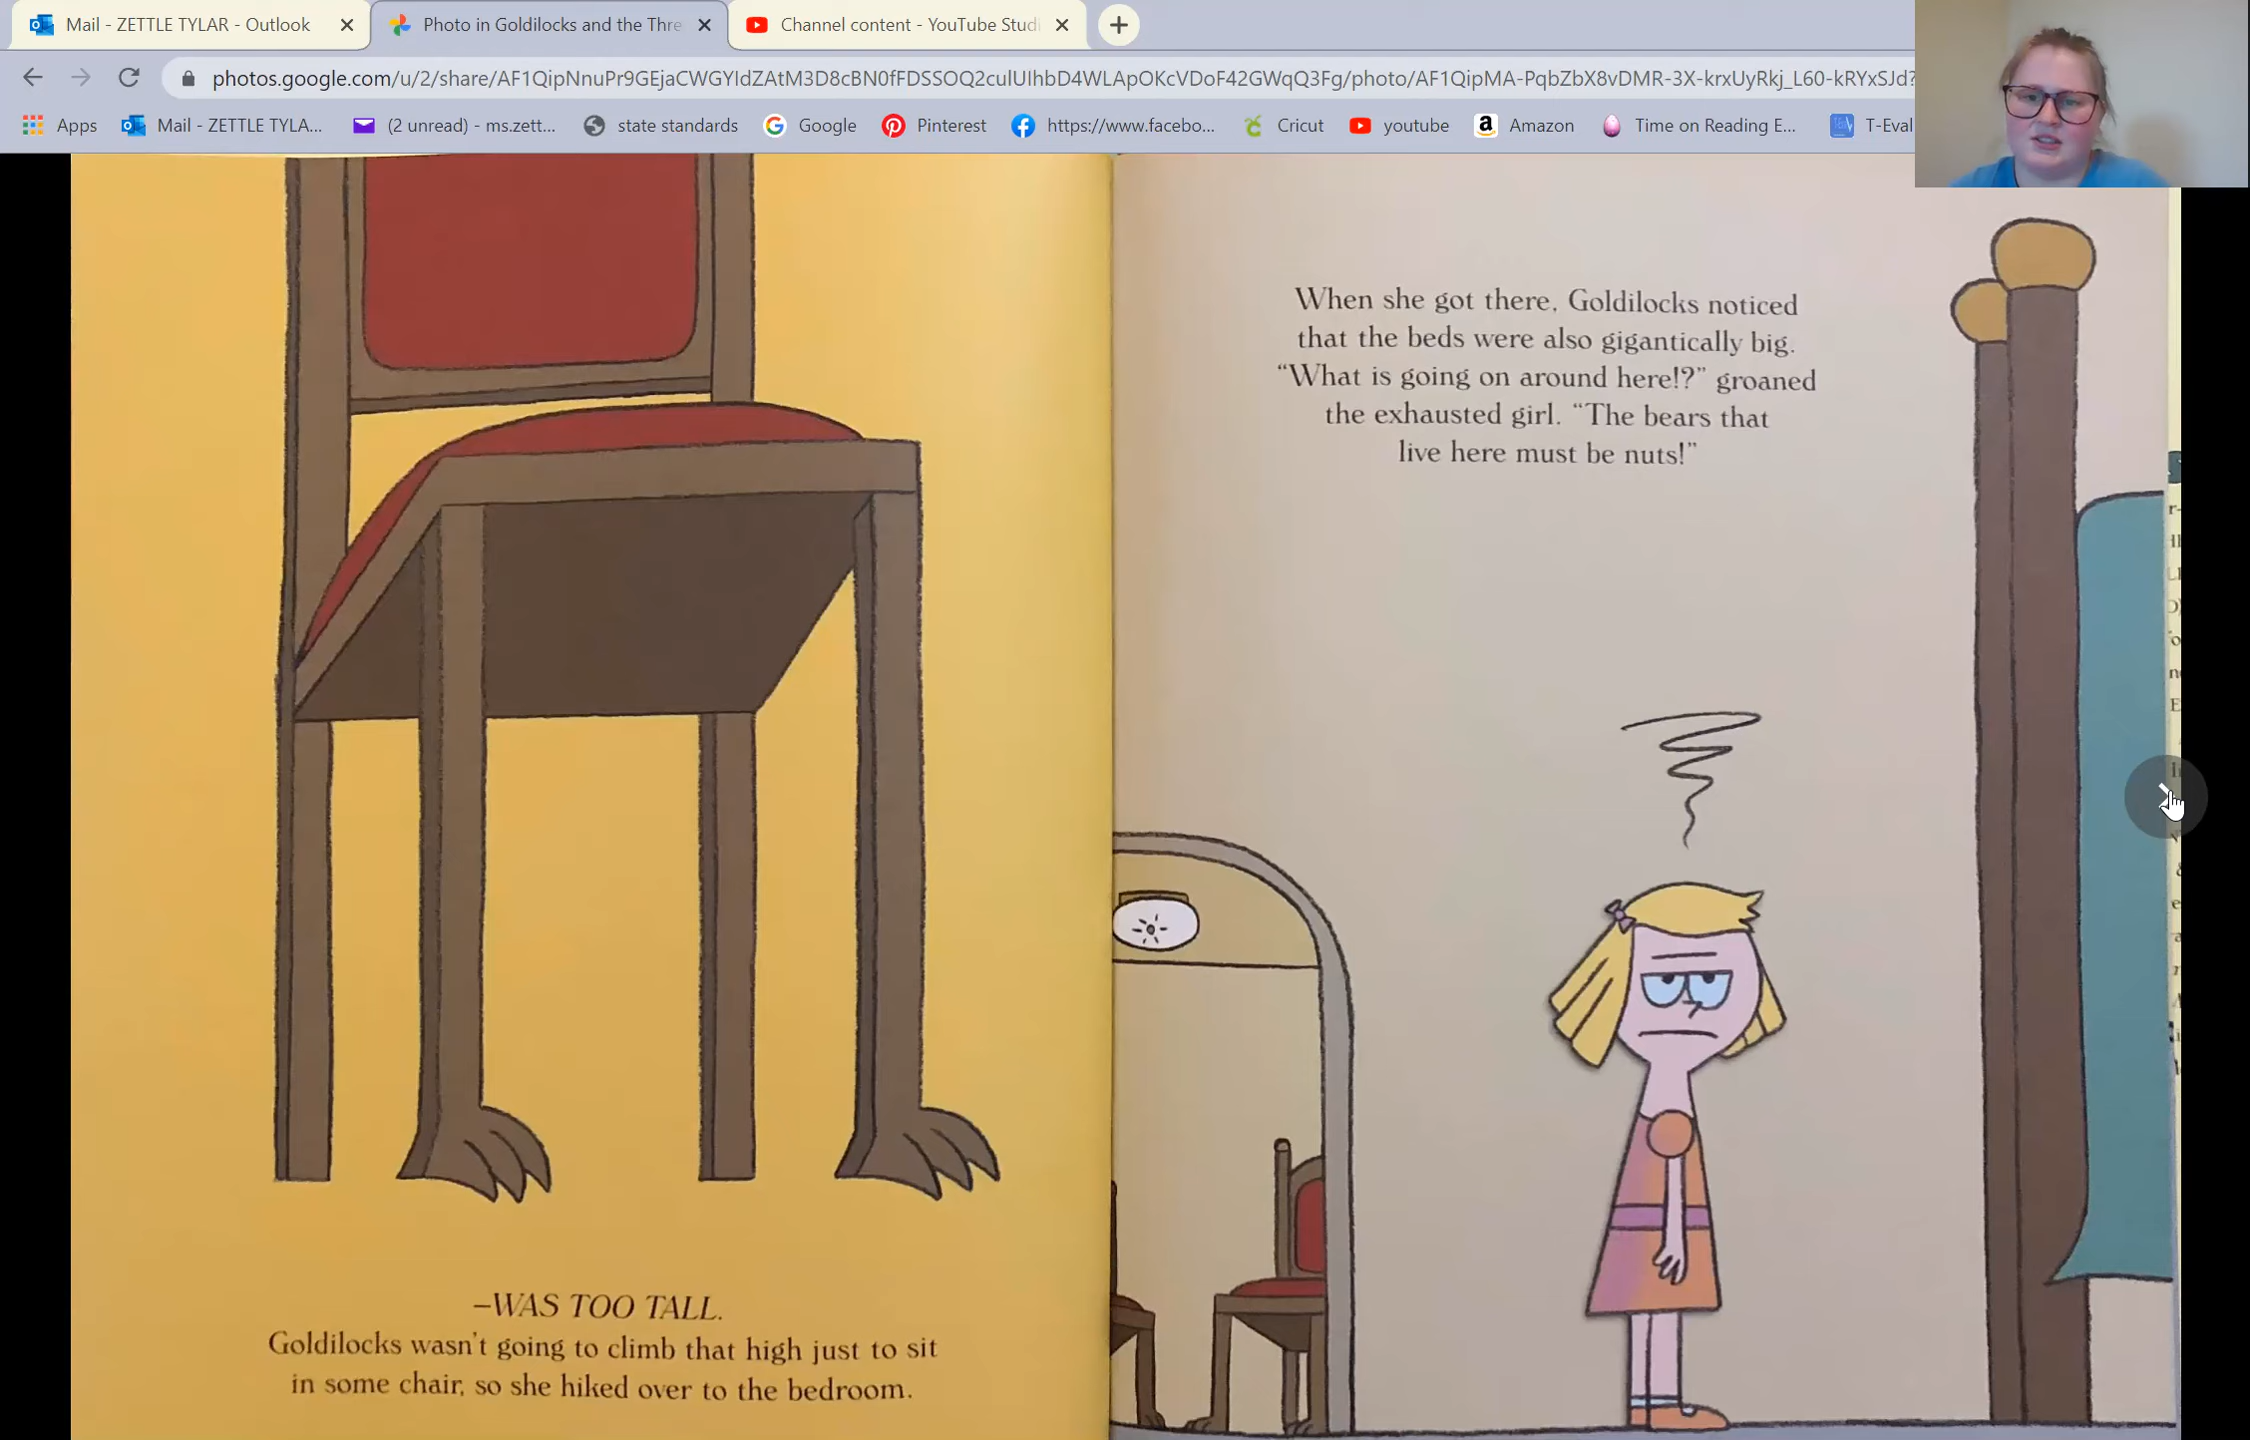 Mail - ZETTLE TYLAR - Outlook
Photo in Goldilocks and the Thre
Channel content - YouTube Studi
photos.google.com/u/2/share/AF1QipNnuPr9GEjaCWGYIdZAtM3D8cBN0fFDSSOQ2culUIhbD4WLApOKcVDoF42GWqQ3Fg/photo/AF1QipMA-PqbZbX8vDMR-3X-krxUyRkj_L60-kRYxSJd?
Apps
Mail - ZETTLE TYLA...
(2 unread) - ms.zett...
state standards
Google
Pinterest
https://www.facebo...
Cricut
youtube
Amazon
Time on Reading E...
T-Eval
–WAS TOO TALL.
Goldilocks wasn't going to climb that high just to sit
in some chair, so she hiked over to the bedroom.
When she got there, Goldilocks noticed
that the beds were also gigantically big.
“What is going on around here!?” groaned
the exhausted girl. “The bears that
live here must be nuts!”